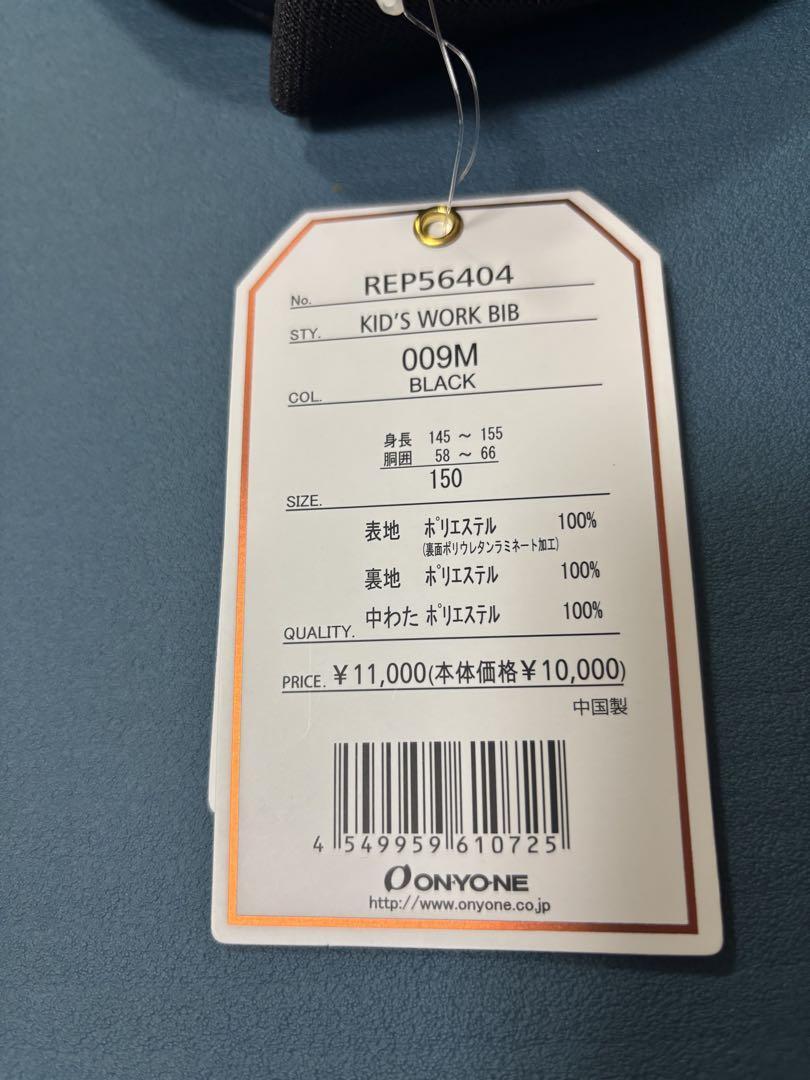 No. REP56404
STY. KID'S WORK BIB
009M
COL. BLACK
身長 145 ～ 155
胴囲 58 ～ 66
150
SIZE.
表地 ポリエステル 100%
(裏面ポリウレタンラミネート加工)
裏地 ポリエステル 100%
QUALITY. 中わた ポリエステル 100%
PRICE. ¥11,000(本体価格¥10,000)
中国製
4 549959 610725
ONYONE
http://www.onyone.co.jp